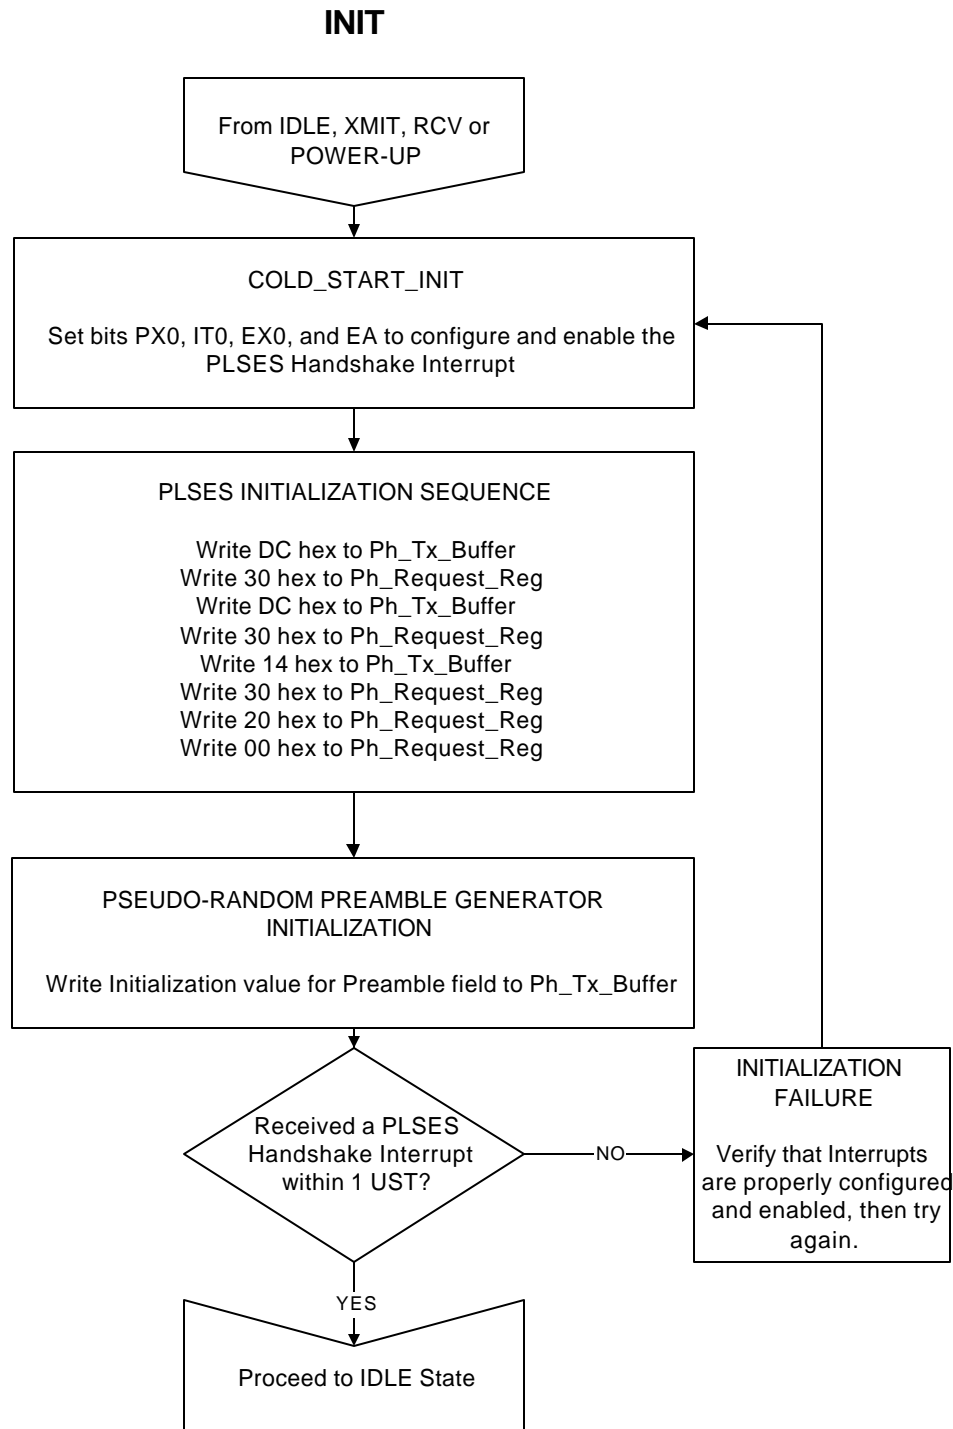 INIT
From IDLE, XMIT, RCV or
POWER-UP
COLD_START_INIT
Set bits PX0, IT0, EX0, and EA to configure and enable the
PLSES Handshake Interrupt
PLSES INITIALIZATION SEQUENCE
Write DC hex to Ph_Tx_Buffer
Write 30 hex to Ph_Request_Reg
Write DC hex to Ph_Tx_Buffer
Write 30 hex to Ph_Request_Reg
Write 14 hex to Ph_Tx_Buffer
Write 30 hex to Ph_Request_Reg
Write 20 hex to Ph_Request_Reg
Write 00 hex to Ph_Request_Reg
PSEUDO-RANDOM PREAMBLE GENERATOR
INITIALIZATION
Write Initialization value for Preamble field to Ph_Tx_Buffer
Received a PLSES
Handshake Interrupt
within 1 UST?
NO
INITIALIZATION
FAILURE
Verify that Interrupts
are properly configured
and enabled, then try
again.
YES
Proceed to IDLE State